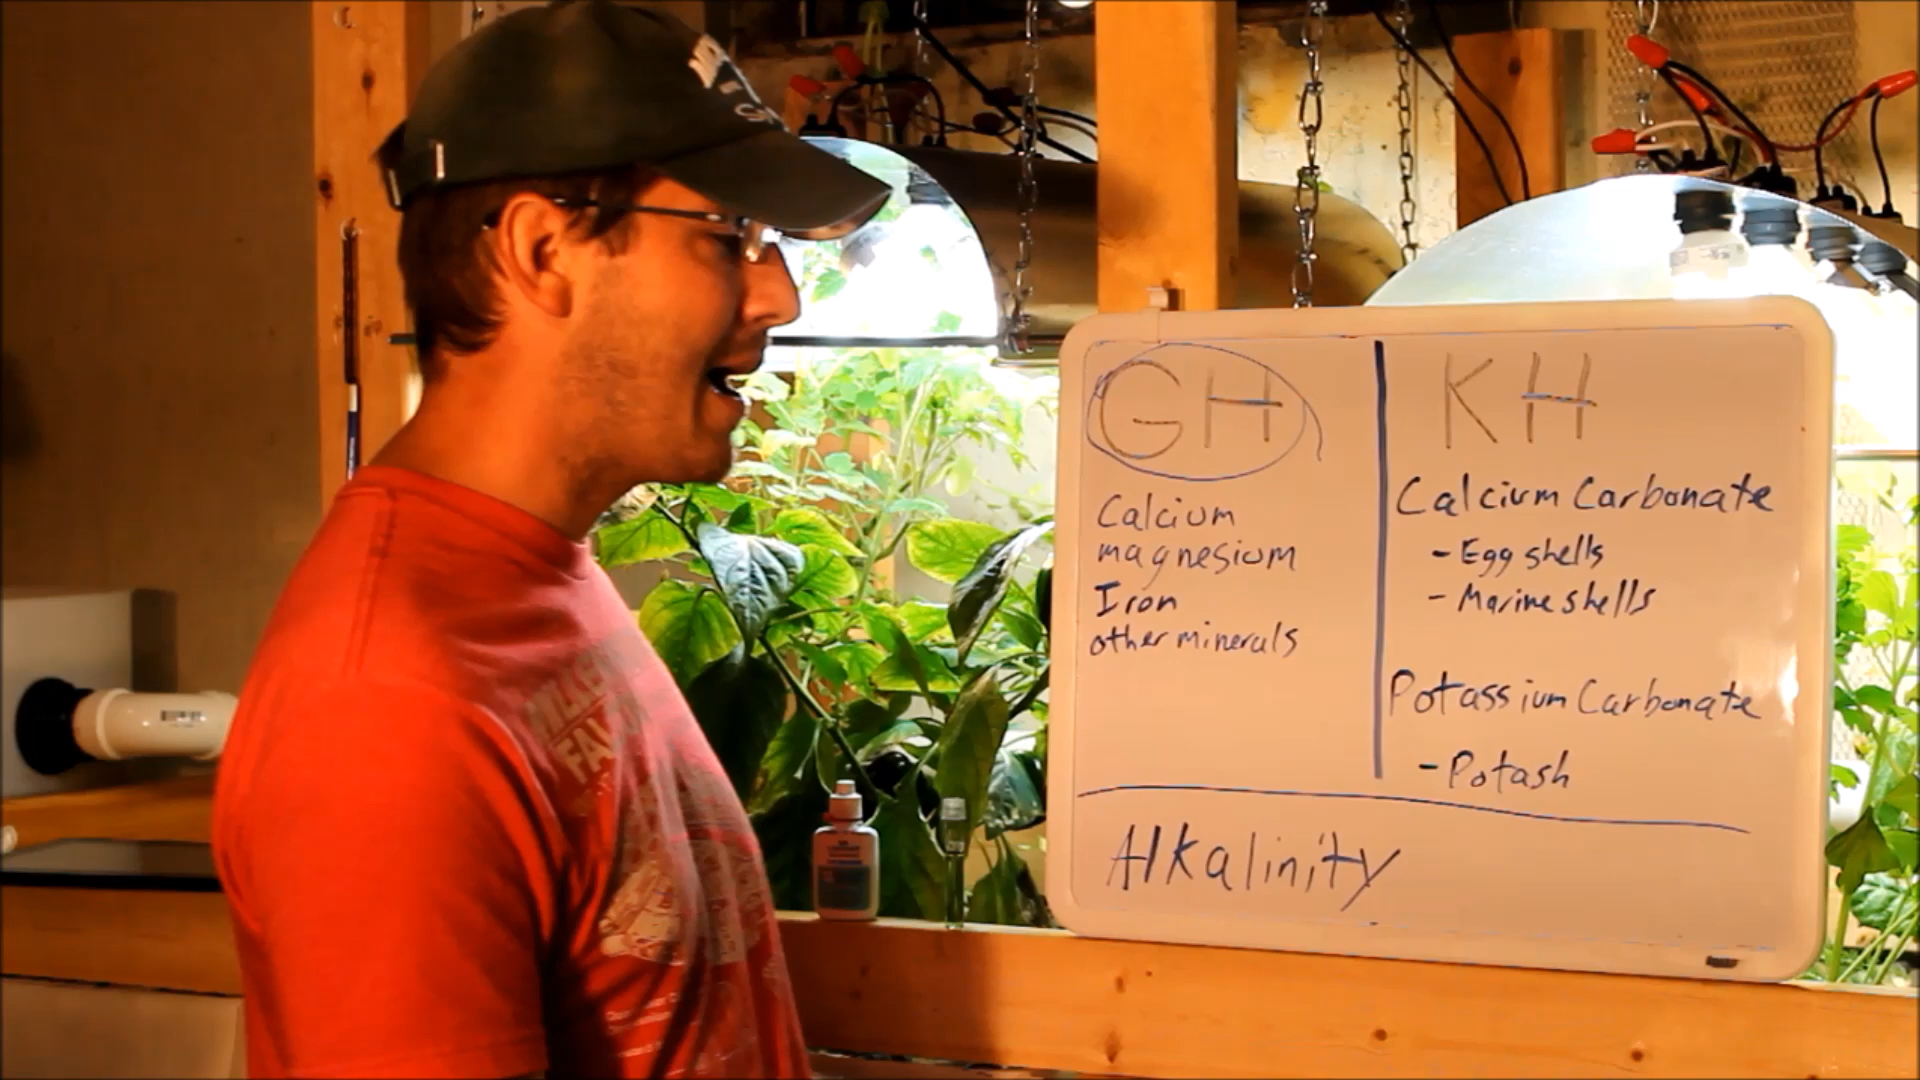 GH
Calcium
magnesium
Iron
other minerals
KH
Calcium Carbonate
- Egg shells
- Marine shells
Potassium Carbonate
- Potash
Alkalinity